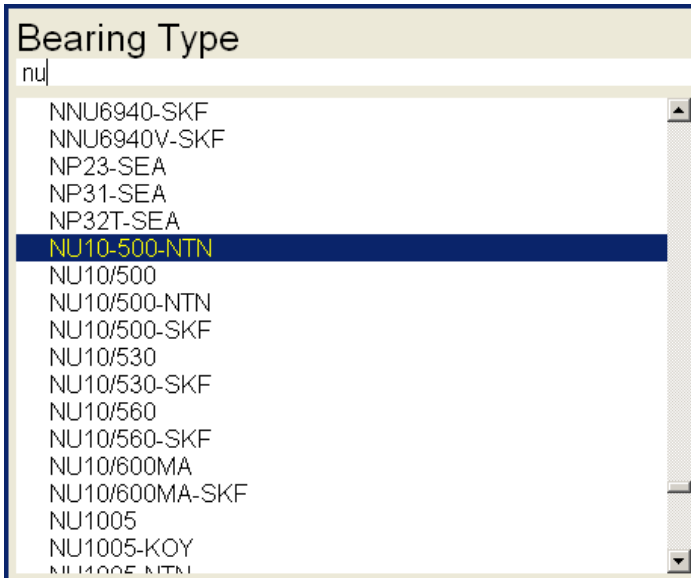 Bearing Type
nu
NNU6940-SKF
NNU6940V-SKF
NP23-SEA
NP31-SEA
NP32T-SEA
NU10-500-NTN
NU10/500
NU10/500-NTN
NU10/500-SKF
NU10/530
NU10/530-SKF
NU10/560
NU10/560-SKF
NU10/600MA
NU10/600MA-SKF
NU1005
NU1005-KOY
NU1005-NTN